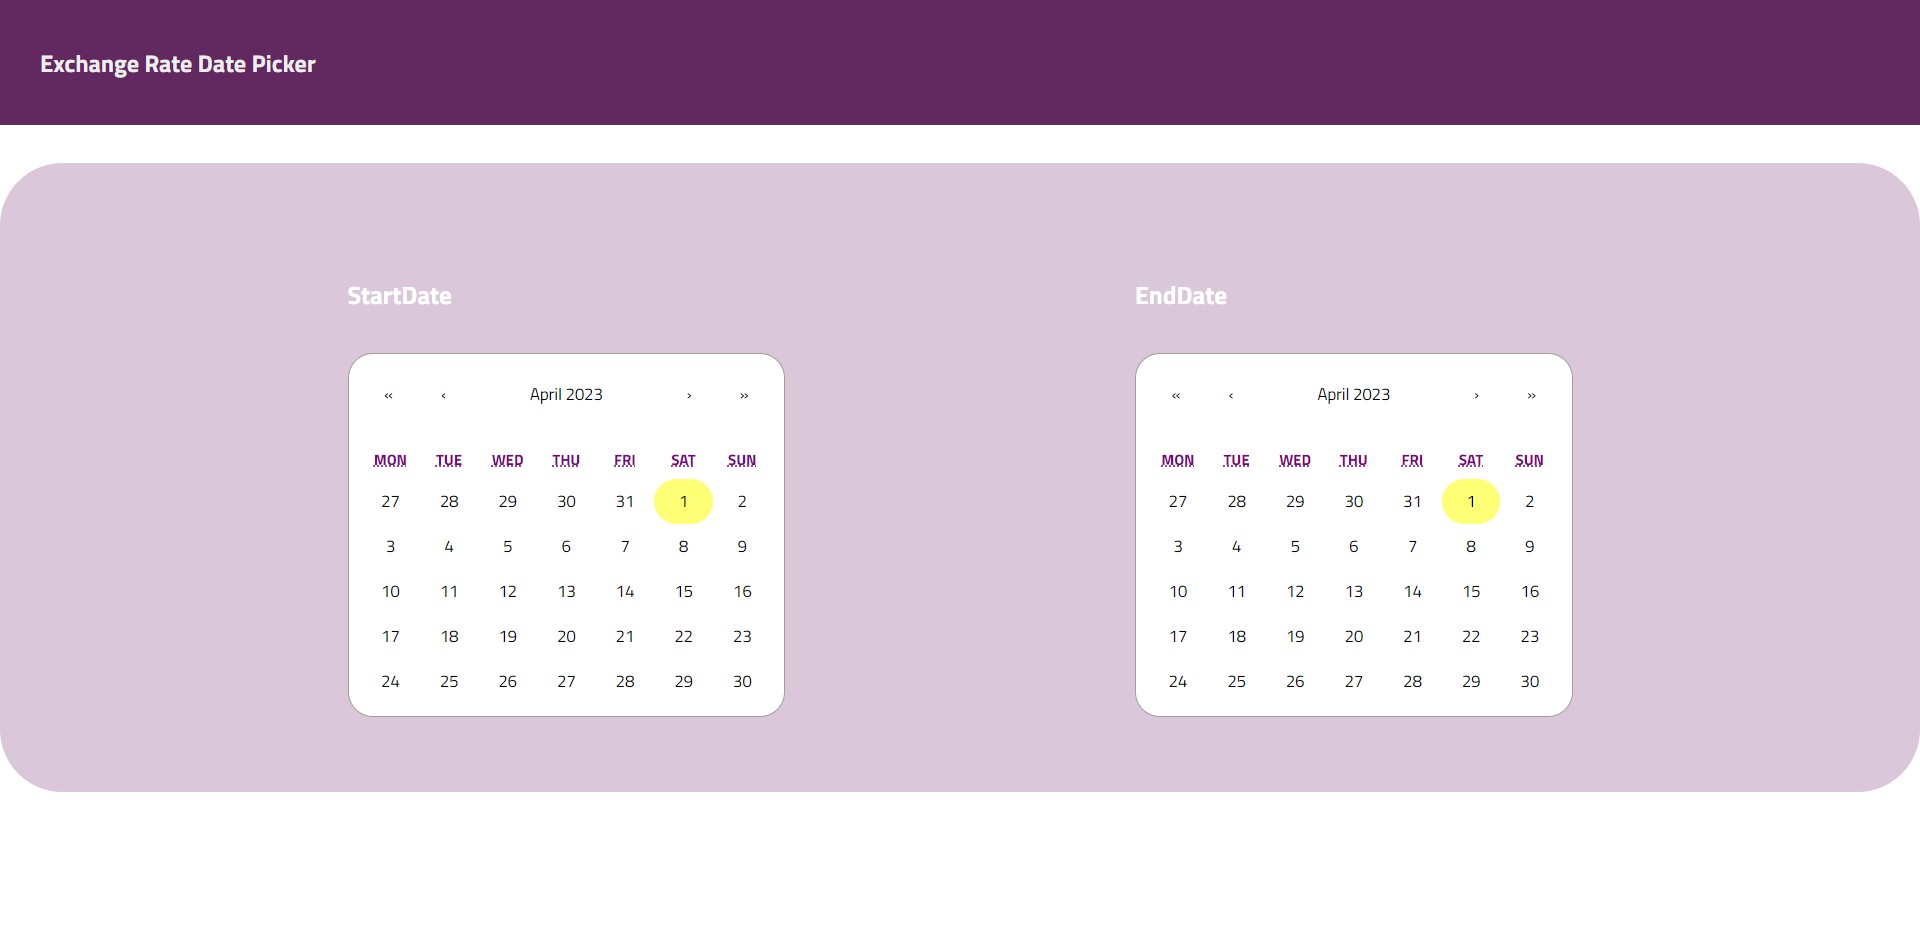 Exchange Rate Date Picker
StartDate
« ‹ April 2023 › »
MON TUE WED THU FRI SAT SUN
27 28 29 30 31 1 2
3 4 5 6 7 8 9
10 11 12 13 14 15 16
17 18 19 20 21 22 23
24 25 26 27 28 29 30
EndDate
« ‹ April 2023 › »
MON TUE WED THU FRI SAT SUN
27 28 29 30 31 1 2
3 4 5 6 7 8 9
10 11 12 13 14 15 16
17 18 19 20 21 22 23
24 25 26 27 28 29 30